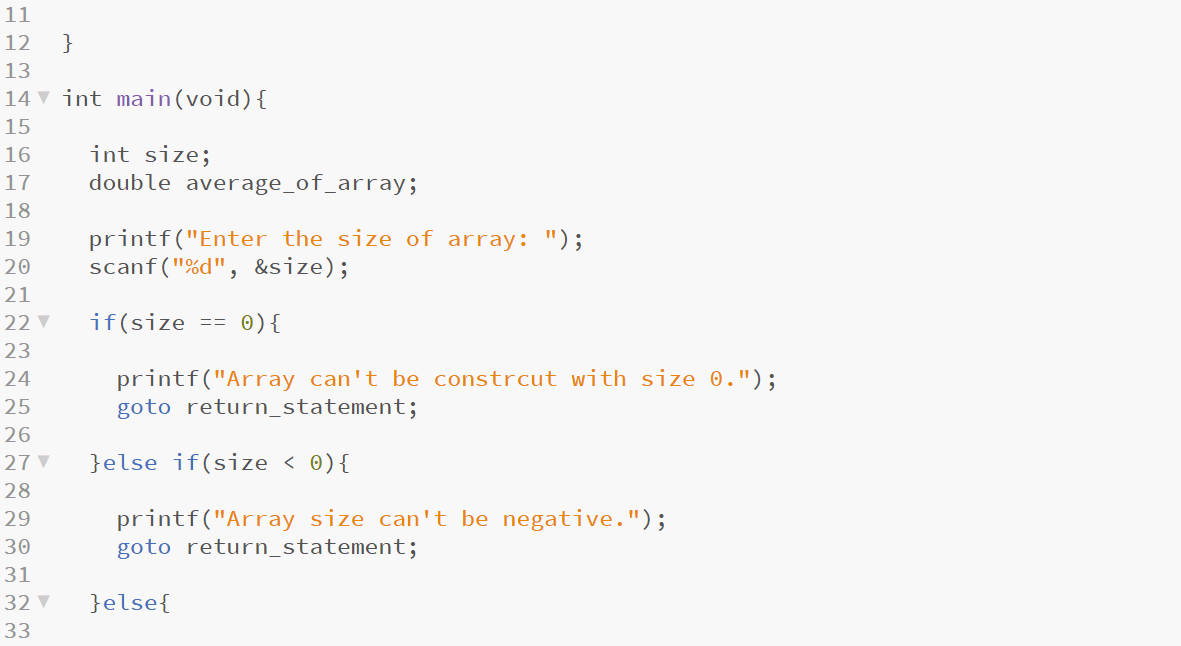 11
12 }
13
14 int main(void){
15
16 int size;
17 double average_of_array;
18
19 printf("Enter the size of array: ");
20 scanf("%d", &size);
21
22 if(size == 0){
23
24 printf("Array can't be constrcut with size 0.");
25 goto return_statement;
26
27 }else if(size < 0){
28
29 printf("Array size can't be negative.");
30 goto return_statement;
31
32 }else{
33